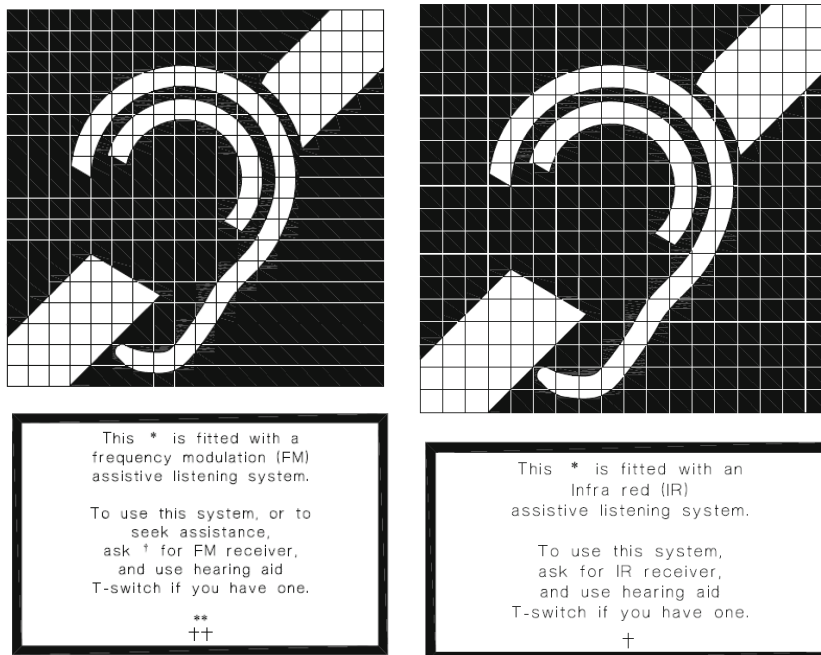 This * is fitted with a
frequency modulation (FM)
assistive listening system.
To use this system, or to
seek assistance,
ask † for FM receiver,
and use hearing aid
T-switch if you have one.
**
††
This * is fitted with an
Infra red (IR)
assistive listening system.
To use this system,
ask for IR receiver,
and use hearing aid
T-switch if you have one.
†